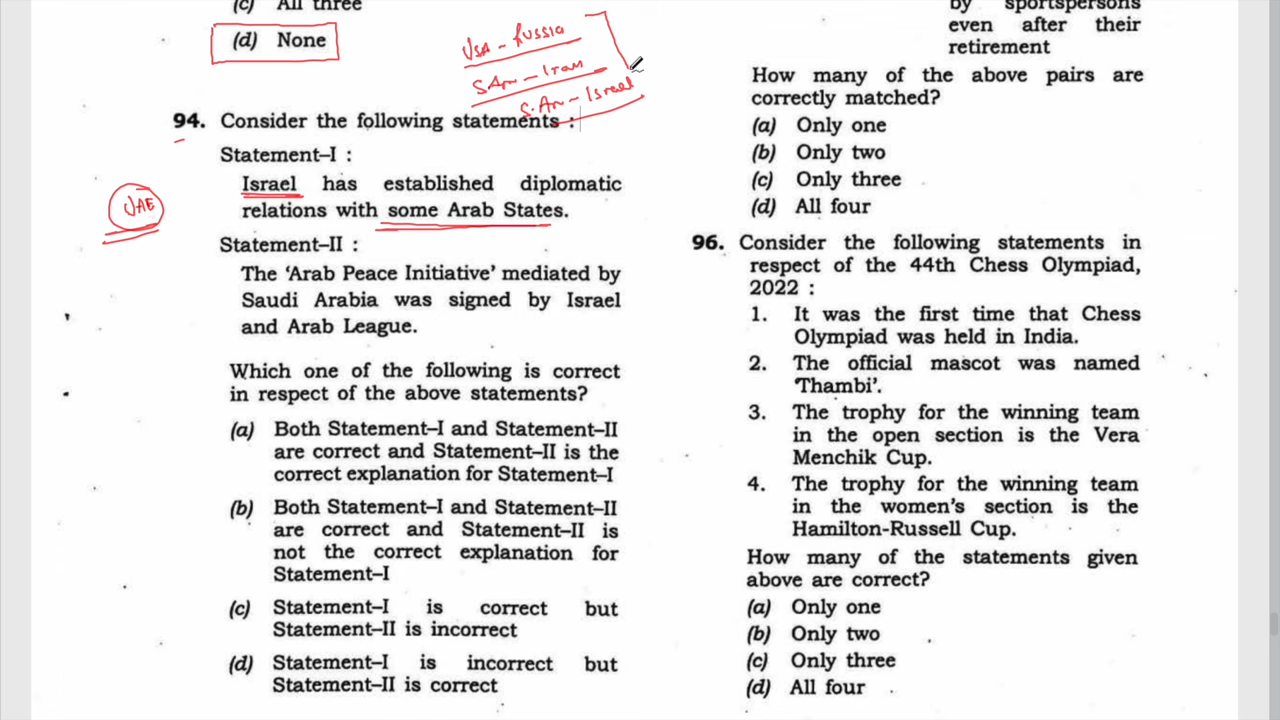 (c) All three
(d) None
USA - Russia
S.Ar - Iran
S.Ar - Israel
94. Consider the following statements :
Statement–I :
Israel has established diplomatic
relations with some Arab States.
UAE
Statement–II :
The ‘Arab Peace Initiative’ mediated by
Saudi Arabia was signed by Israel
and Arab League.
Which one of the following is correct
in respect of the above statements?
(a) Both Statement–I and Statement–II
are correct and Statement–II is the
correct explanation for Statement–I
(b) Both Statement–I and Statement–II
are correct and Statement–II is
not the correct explanation for
Statement–I
(c) Statement–I is correct but
Statement–II is incorrect
(d) Statement–I is incorrect but
Statement–II is correct
by sportspersons
even after their
retirement
How many of the above pairs are
correctly matched?
(a) Only one
(b) Only two
(c) Only three
(d) All four
96. Consider the following statements in
respect of the 44th Chess Olympiad,
2022 :
1. It was the first time that Chess
Olympiad was held in India.
2. The official mascot was named
‘Thambi’.
3. The trophy for the winning team
in the open section is the Vera
Menchik Cup.
4. The trophy for the winning team
in the women’s section is the
Hamilton-Russell Cup.
How many of the statements given
above are correct?
(a) Only one
(b) Only two
(c) Only three
(d) All four